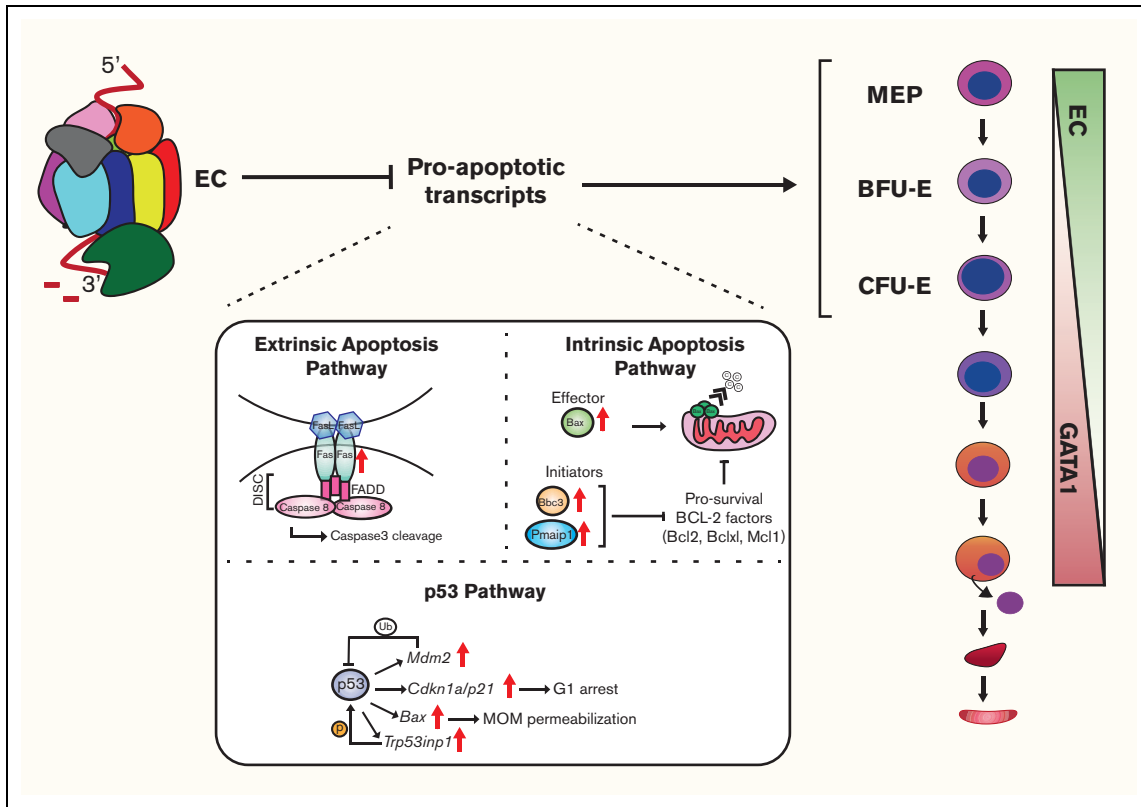 5’
3’
EC
Pro-apoptotic
transcripts
MEP
BFU-E
CFU-E
EC
GATA1
Extrinsic Apoptosis
Pathway
FasL FasL
Fas Fas
DISC
FADD
Caspase 8 Caspase 8
Caspase3 cleavage
Intrinsic Apoptosis
Pathway
Effector
Bax
Bax Bax
C C
C C
Initiators
Bbc3
Pmaip1
Pro-survival
BCL-2 factors
(Bcl2, Bclxl, Mcl1)
p53 Pathway
Ub
Mdm2
p53
Cdkn1a/p21 G1 arrest
Bax MOM permeabilization
P
Trp53inp1